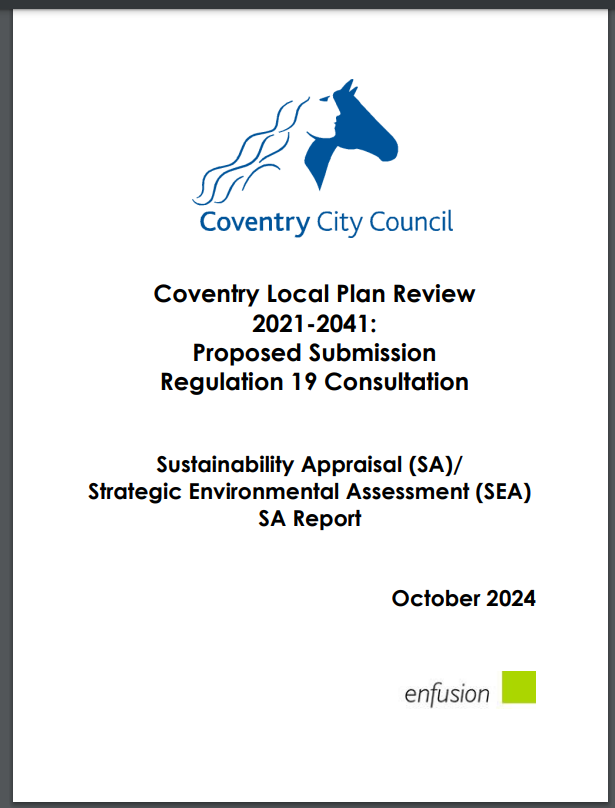 Coventry City Council
Coventry Local Plan Review
2021-2041:
Proposed Submission
Regulation 19 Consultation
Sustainability Appraisal (SA)/
Strategic Environmental Assessment (SEA)
SA Report
October 2024
enfusion